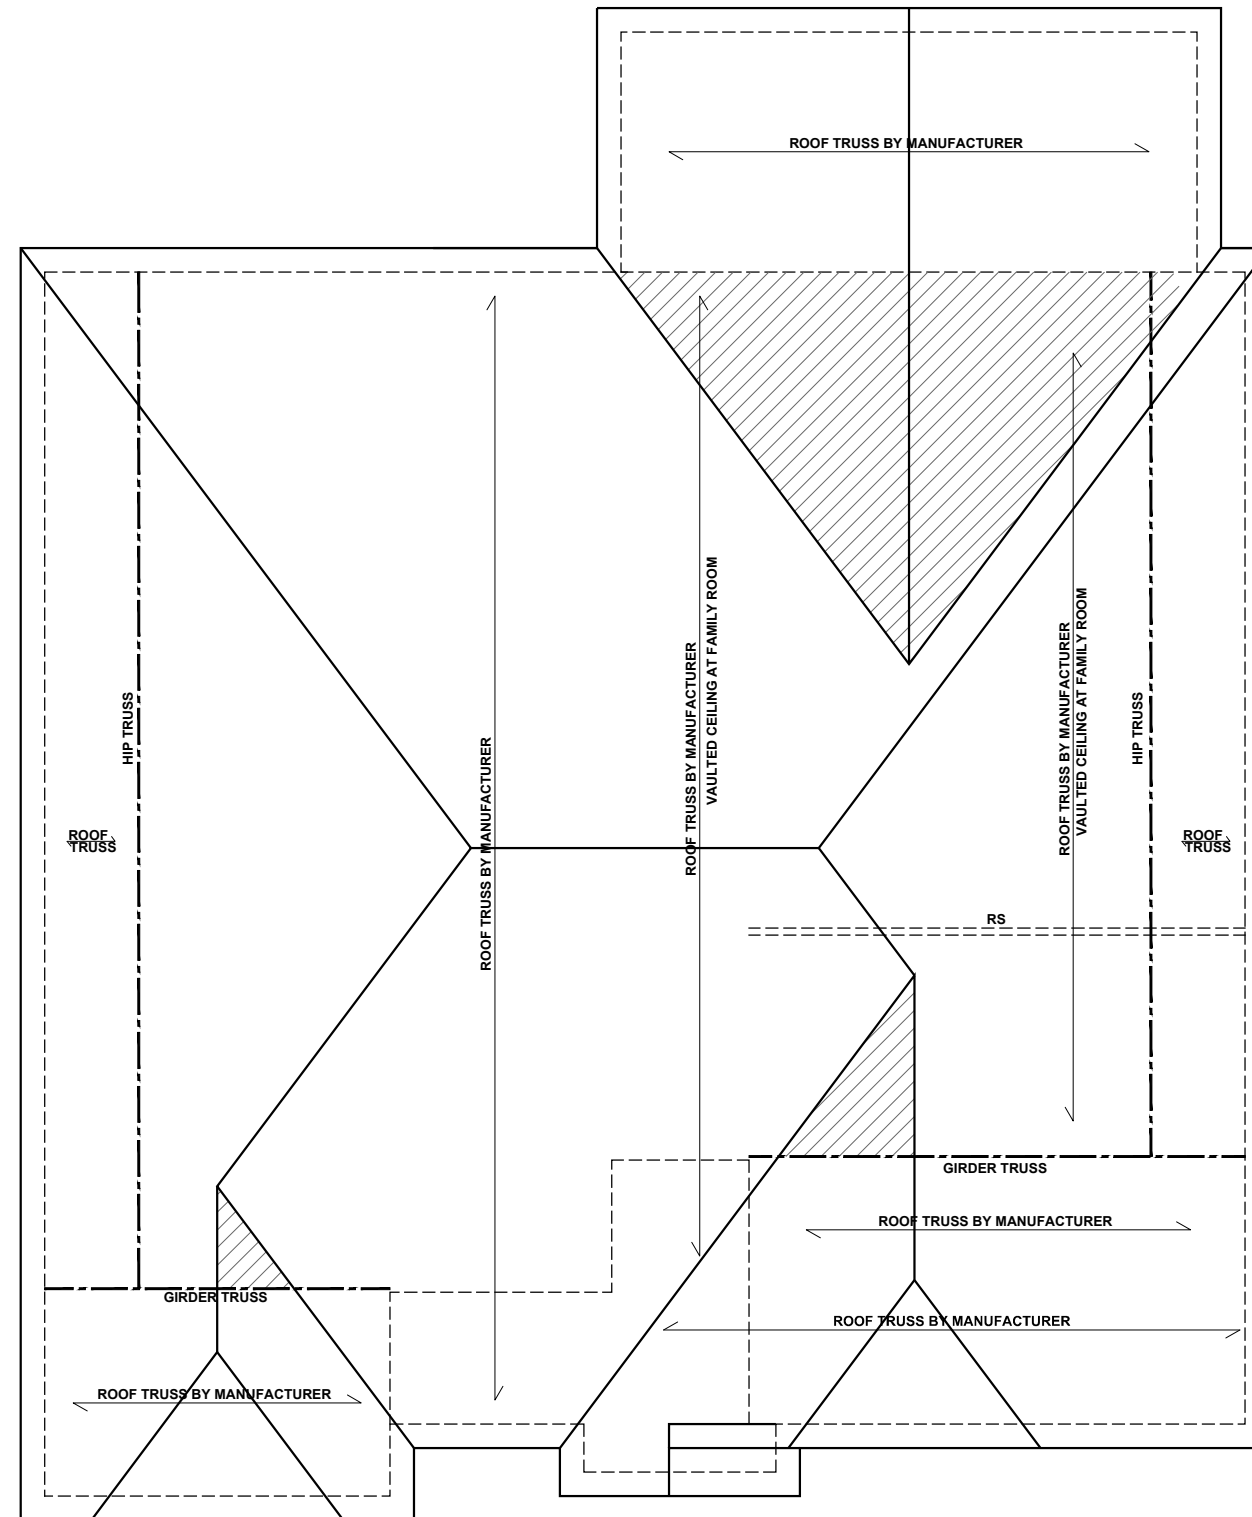 ROOF TRUSS BY MANUFACTURER
HIP TRUSS
ROOF
TRUSS
ROOF TRUSS BY MANUFACTURER
ROOF TRUSS BY MANUFACTURER
VAULTED CEILING AT FAMILY ROOM
ROOF TRUSS BY MANUFACTURER
VAULTED CEILING AT FAMILY ROOM
HIP TRUSS
ROOF
TRUSS
RS
GIRDER TRUSS
ROOF TRUSS BY MANUFACTURER
GIRDER TRUSS
ROOF TRUSS BY MANUFACTURER
ROOF TRUSS BY MANUFACTURER